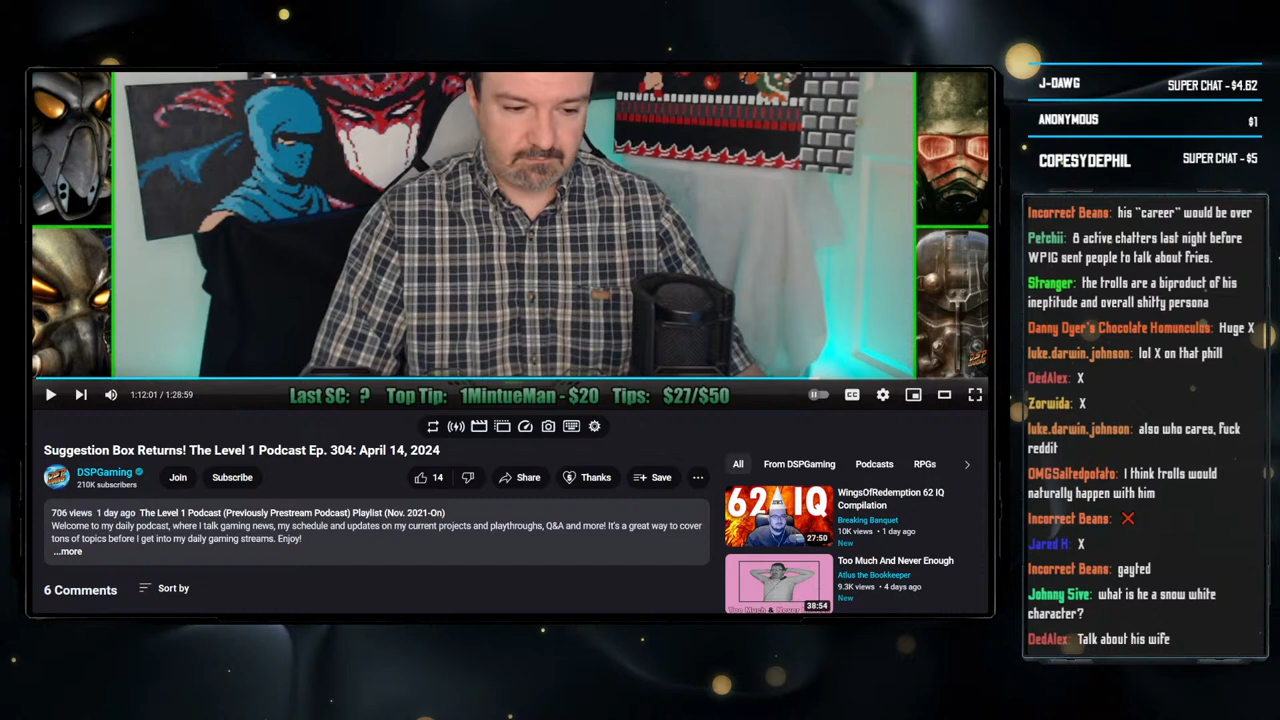 Last SC: ? Top Tip: 1MintueMan - $20 Tips: $27/$50
1:12:01 / 1:28:59
Suggestion Box Returns! The Level 1 Podcast Ep. 304: April 14, 2024
DSPGaming
210K subscribers
Join
Subscribe
14
Share
Thanks
Save
706 views 1 day ago The Level 1 Podcast (Previously Prestream Podcast) Playlist (Nov. 2021-On)
Welcome to my daily podcast, where I talk gaming news, my schedule and updates on my current projects and playthroughs, Q&A and more! It's a great way to cover
tons of topics before I get into my daily gaming streams. Enjoy!
...more
6 Comments
Sort by
All From DSPGaming Podcasts RPGs
62 IQ
27:50
WingsOfRedemption 62 IQ
Compilation
Breaking Banquet
10K views • 1 day ago
New
Too Much & Never
38:54
Too Much And Never Enough
Atlus the Bookkeeper
9.3K views • 4 days ago
New
J-DAWG SUPER CHAT - $4.62
ANONYMOUS $1
COPESYDEPHIL SUPER CHAT - $5
Incorrect Beans: his "career" would be over
Petchii: 8 active chatters last night before
WPIG sent people to talk about fries.
Stranger: the trolls are a biproduct of his
ineptitude and overall shitty persona
Danny Dyer's Chocolate Homunculus: Huge X
luke.darwin.johnson: lol X on that phill
DedAlex: X
Zorwida: X
luke.darwin.johnson: also who cares, fuck
reddit
OMGSaltedpotato: I think trolls would
naturally happen with him
Incorrect Beans: ❌
Jared H: X
Incorrect Beans: gayted
Johnny 5ive: what is he a snow white
character?
DedAlex: Talk about his wife